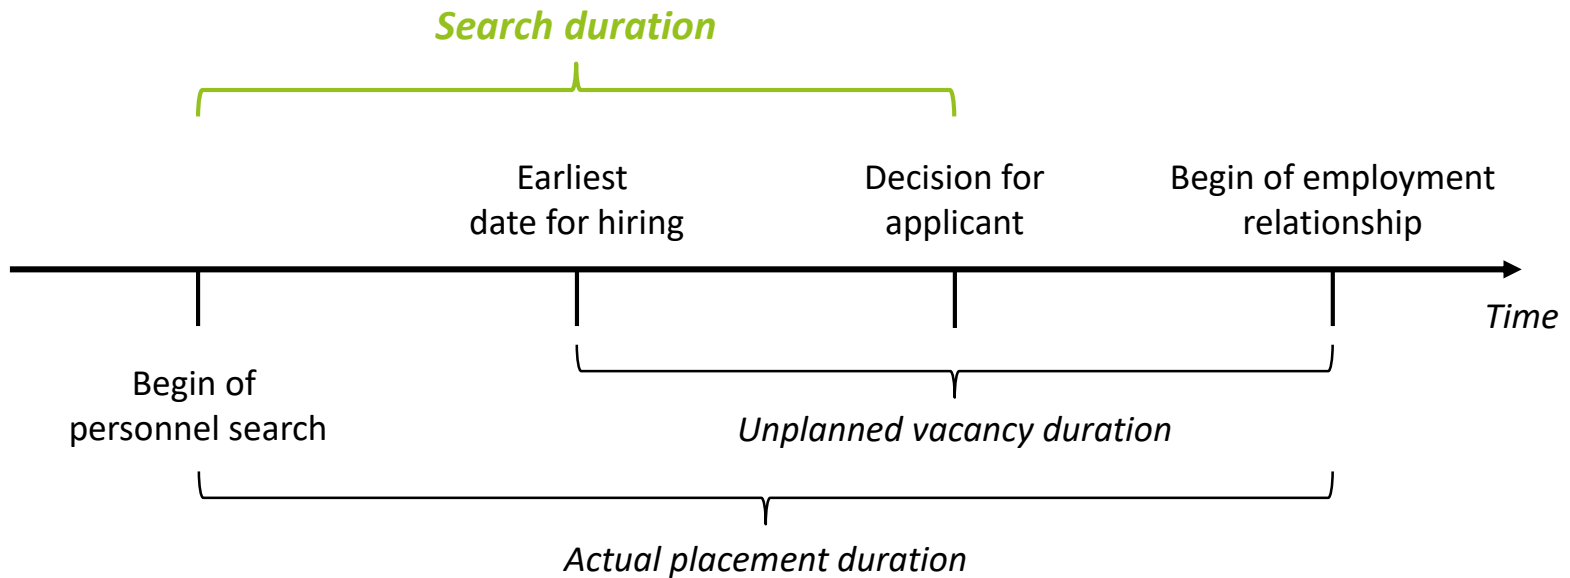 Search duration
Earliest
date for hiring
Decision for
applicant
Begin of employment
relationship
Time
Begin of
personnel search
Unplanned vacancy duration
Actual placement duration